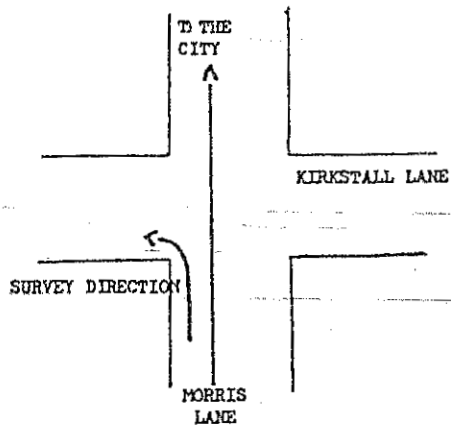 TO THE
CITY
KIRKSTALL LANE
SURVEY DIRECTION
MORRIS
LANE